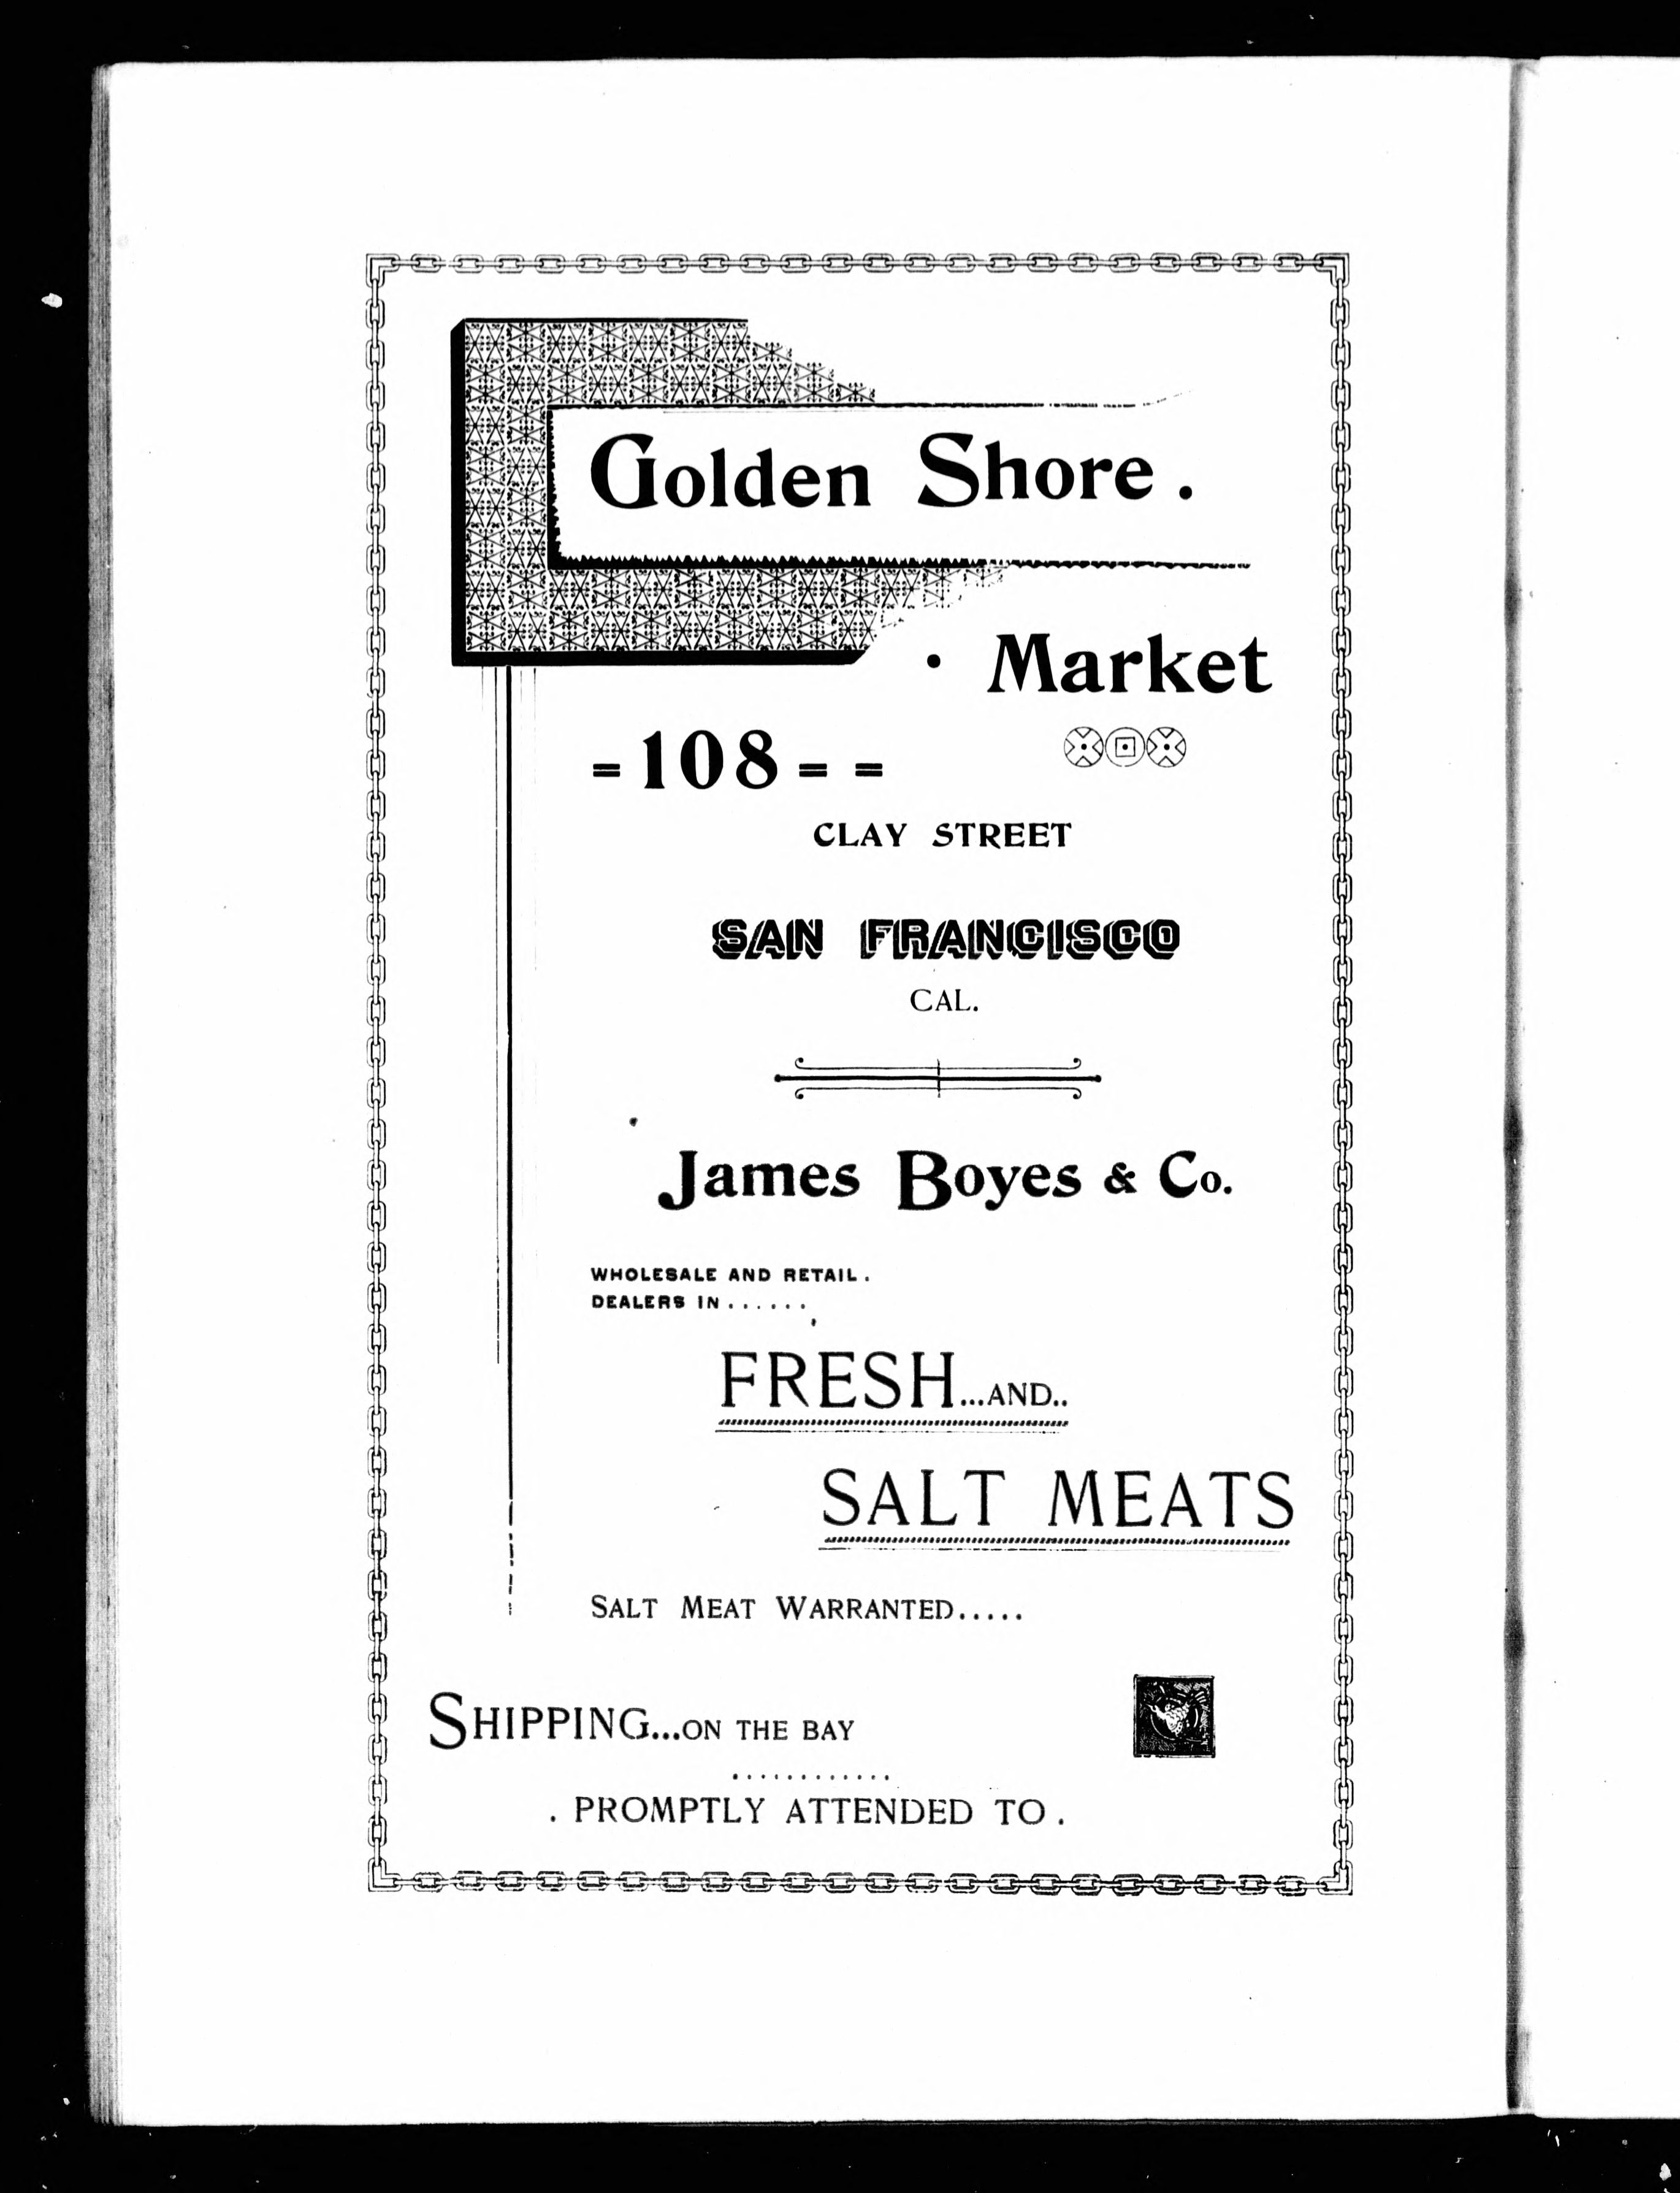 Golden Shore .
. Market
=108= =
CLAY STREET
SAN FRANCISCO
CAL.
James Boyes & Co.
WHOLESALE AND RETAIL.
DEALERS IN......
FRESH...AND..
SALT MEATS
SALT MEAT WARRANTED.....
SHIPPING...ON THE BAY
............
. PROMPTLY ATTENDED TO .